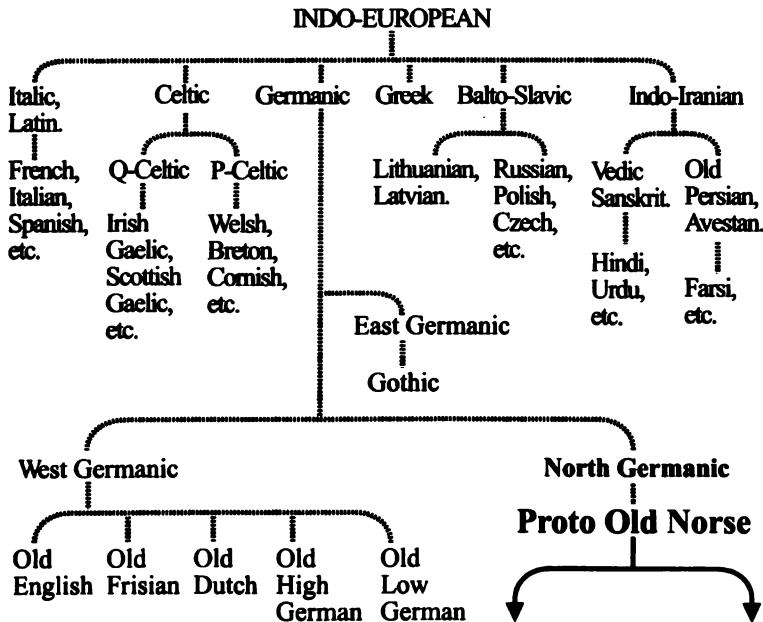 INDO-EUROPEAN
Italic,
Latin.
Celtic
Germanic
Greek
Balto-Slavic
Indo-Iranian
French,
Italian,
Spanish,
etc.
Q-Celtic
P-Celtic
Lithuanian,
Latvian.
Russian,
Polish,
Czech,
etc.
Vedic
Sanskrit.
Old
Persian,
Avestan.
Irish
Gaelic,
Scottish
Gaelic,
etc.
Welsh,
Breton,
Cornish,
etc.
Hindi,
Urdu,
etc.
Farsi,
etc.
East Germanic
Gothic
West Germanic
North Germanic
Proto Old Norse
Old
English
Old
Frisian
Old
Dutch
Old
High
German
Old
Low
German